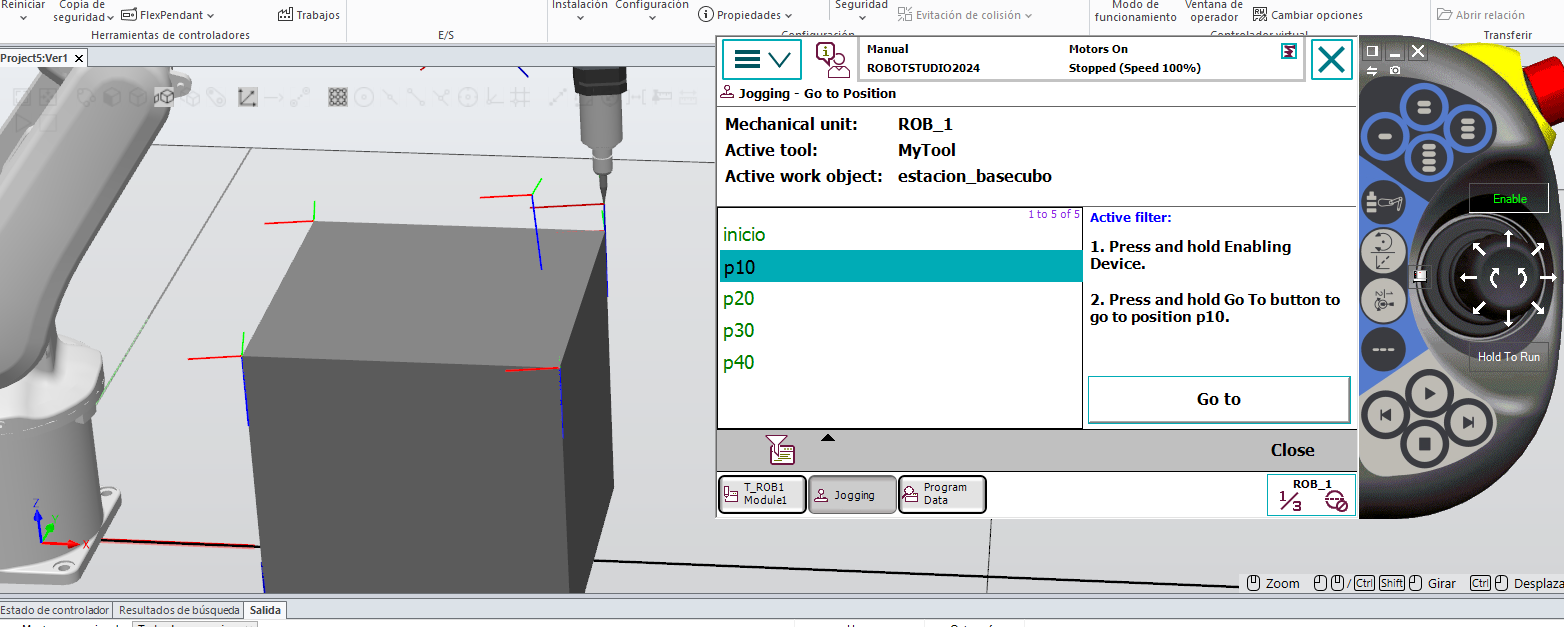 Reiniciar
Copia de
seguridad
FlexPendant
Trabajos
Herramientas de controladores
E/S
Instalación
Configuración
Propiedades
Seguridad
Evitación de colisión
Configuración
Modo de
funcionamiento
Ventana de
operador
Cambiar opciones
Controlador virtual
Abrir relación
Transferir
Project5:Ver1
Manual
ROBOTSTUDIO2024
Motors On
Stopped (Speed 100%)
Jogging - Go to Position
Mechanical unit: ROB_1
Active tool: MyTool
Active work object: estacion_basecubo
1 to 5 of 5
inicio
p10
p20
p30
p40
Active filter:
1. Press and hold Enabling
Device.
2. Press and hold Go To button to
go to position p10.
Go to
Close
T_ROB1
Module1
Jogging
Program
Data
ROB_1
1/3
Enable
Hold To Run
Z
X
Zoom
/ Ctrl Shift
Girar
Ctrl
Desplaza
Estado de controlador
Resultados de búsqueda
Salida